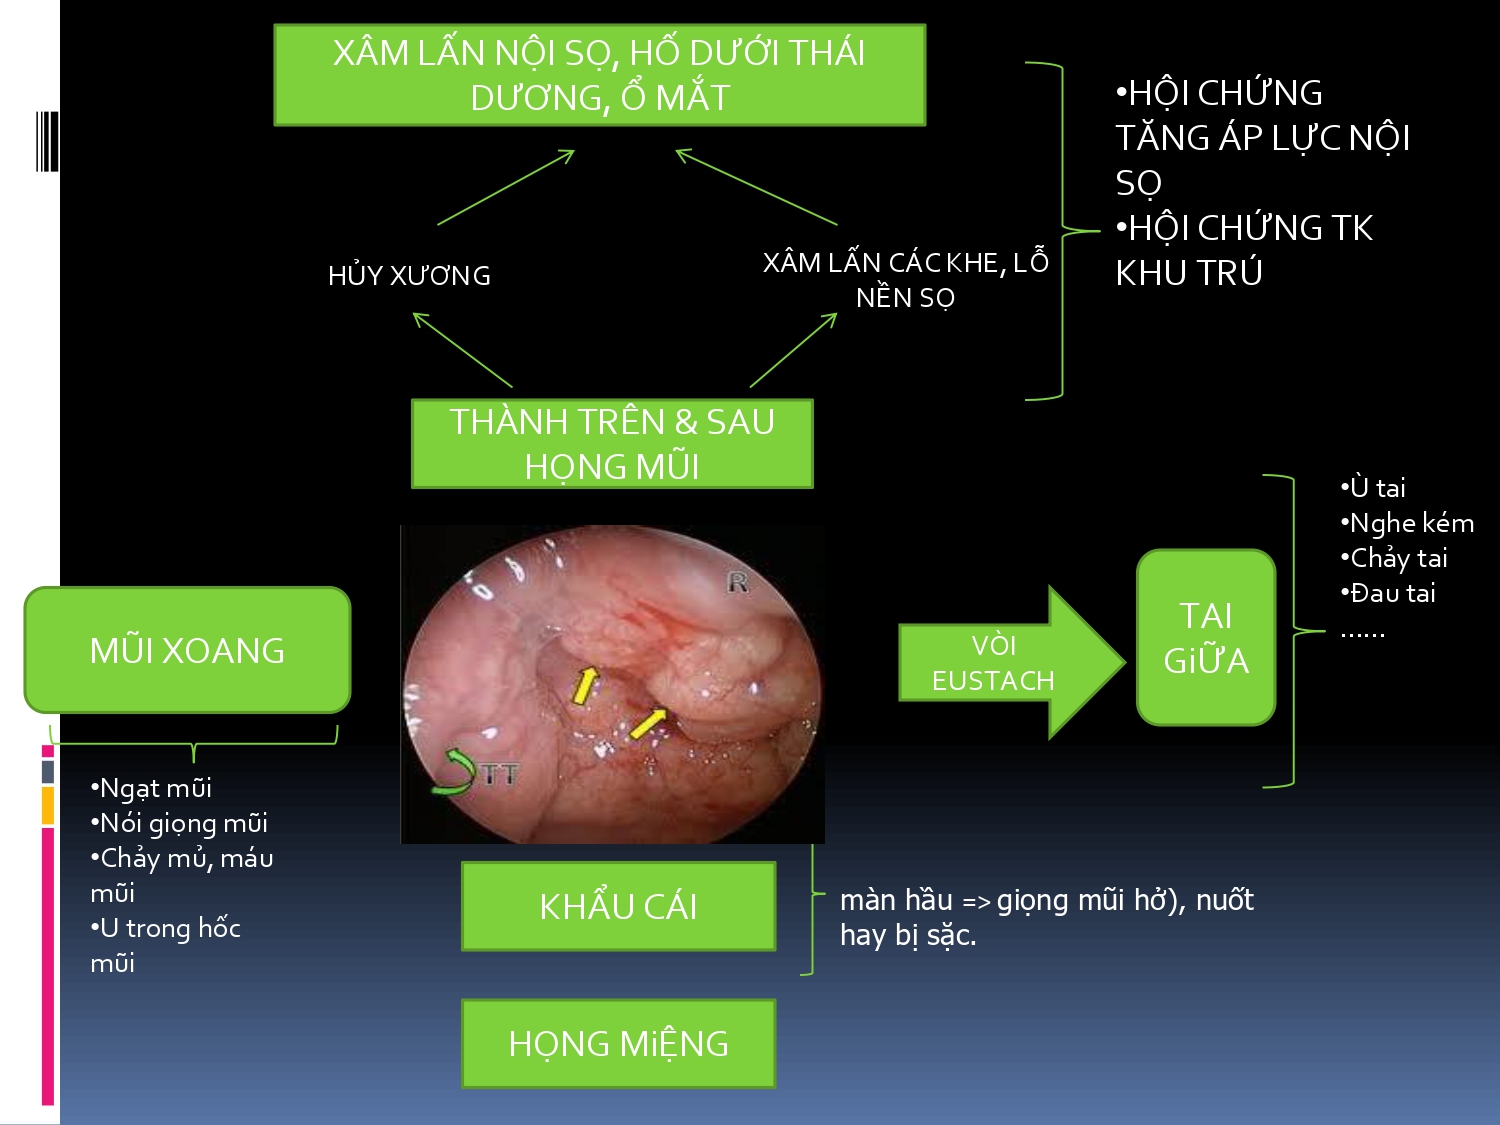 XÂM LẤN NỘI SỌ, HỐ DƯỚI THÁI
DƯƠNG, Ổ MẮT
•HỘI CHỨNG
TĂNG ÁP LỰC NỘI
SỌ
•HỘI CHỨNG TK
KHU TRÚ
HỦY XƯƠNG
XÂM LẤN CÁC KHE, LỖ
NỀN SỌ
THÀNH TRÊN & SAU
HỌNG MŨI
R
TT
MŨI XOANG
•Ngạt mũi
•Nói giọng mũi
•Chảy mủ, máu
mũi
•U trong hốc
mũi
VÒI
EUSTACH
TAI
GiỮA
•Ù tai
•Nghe kém
•Chảy tai
•Đau tai
……
KHẨU CÁI
màn hầu => giọng mũi hở), nuốt
hay bị sặc.
HỌNG MiỆNG